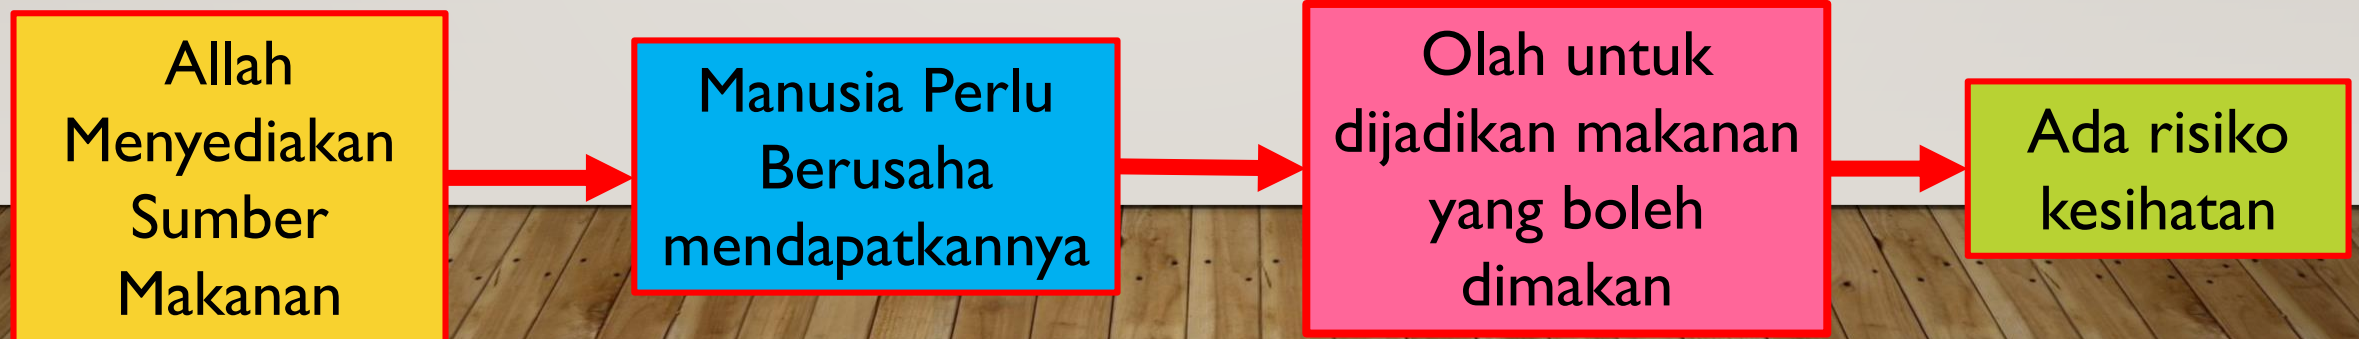 Allah
Menyediakan
Sumber
Makanan
Manusia Perlu
Berusaha
mendapatkannya
Olah untuk
dijadikan makanan
yang boleh
dimakan
Ada risiko
kesihatan